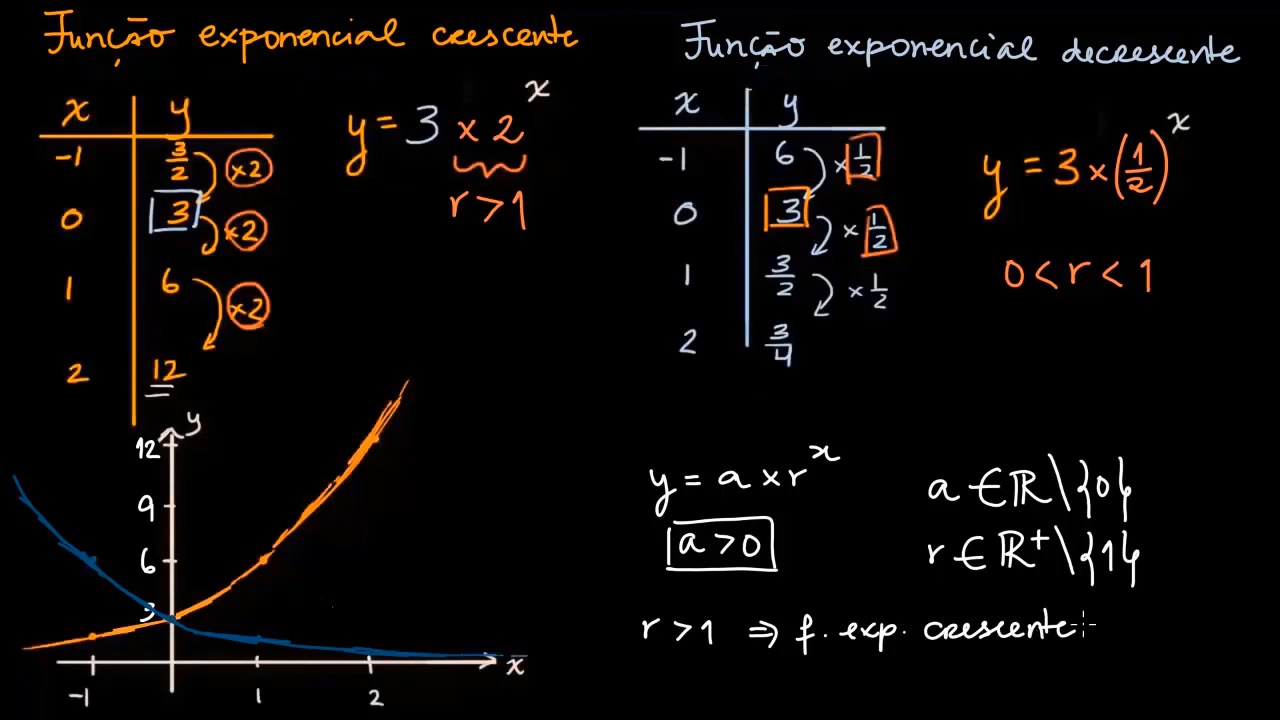 Função exponencial crescente
x y
-1 3/2 ×2
0 3 ×2
1 6 ×2
2 12
y = 3 × 2^x
r > 1
Função exponencial decrescente
x y
-1 6 × 1/2
0 3 × 1/2
1 3/2 × 1/2
2 3/4
y = 3 × (1/2)^x
0 < r < 1
y
12
9
6
3
-1 1 2 x
y = a × r^x
a > 0
a ∈ ℝ \ {0}
r ∈ ℝ⁺ \ {1}
r > 1 ⇒ f. exp. crescente